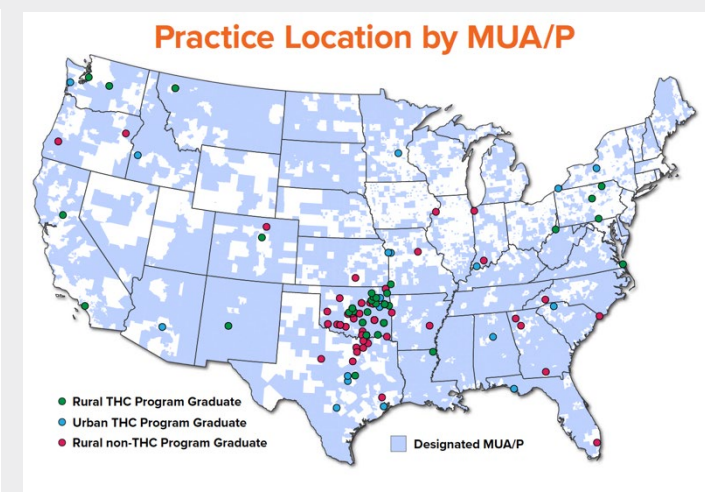 Practice Location by MUA/P
Rural THC Program Graduate
Urban THC Program Graduate
Rural non-THC Program Graduate
Designated MUA/P